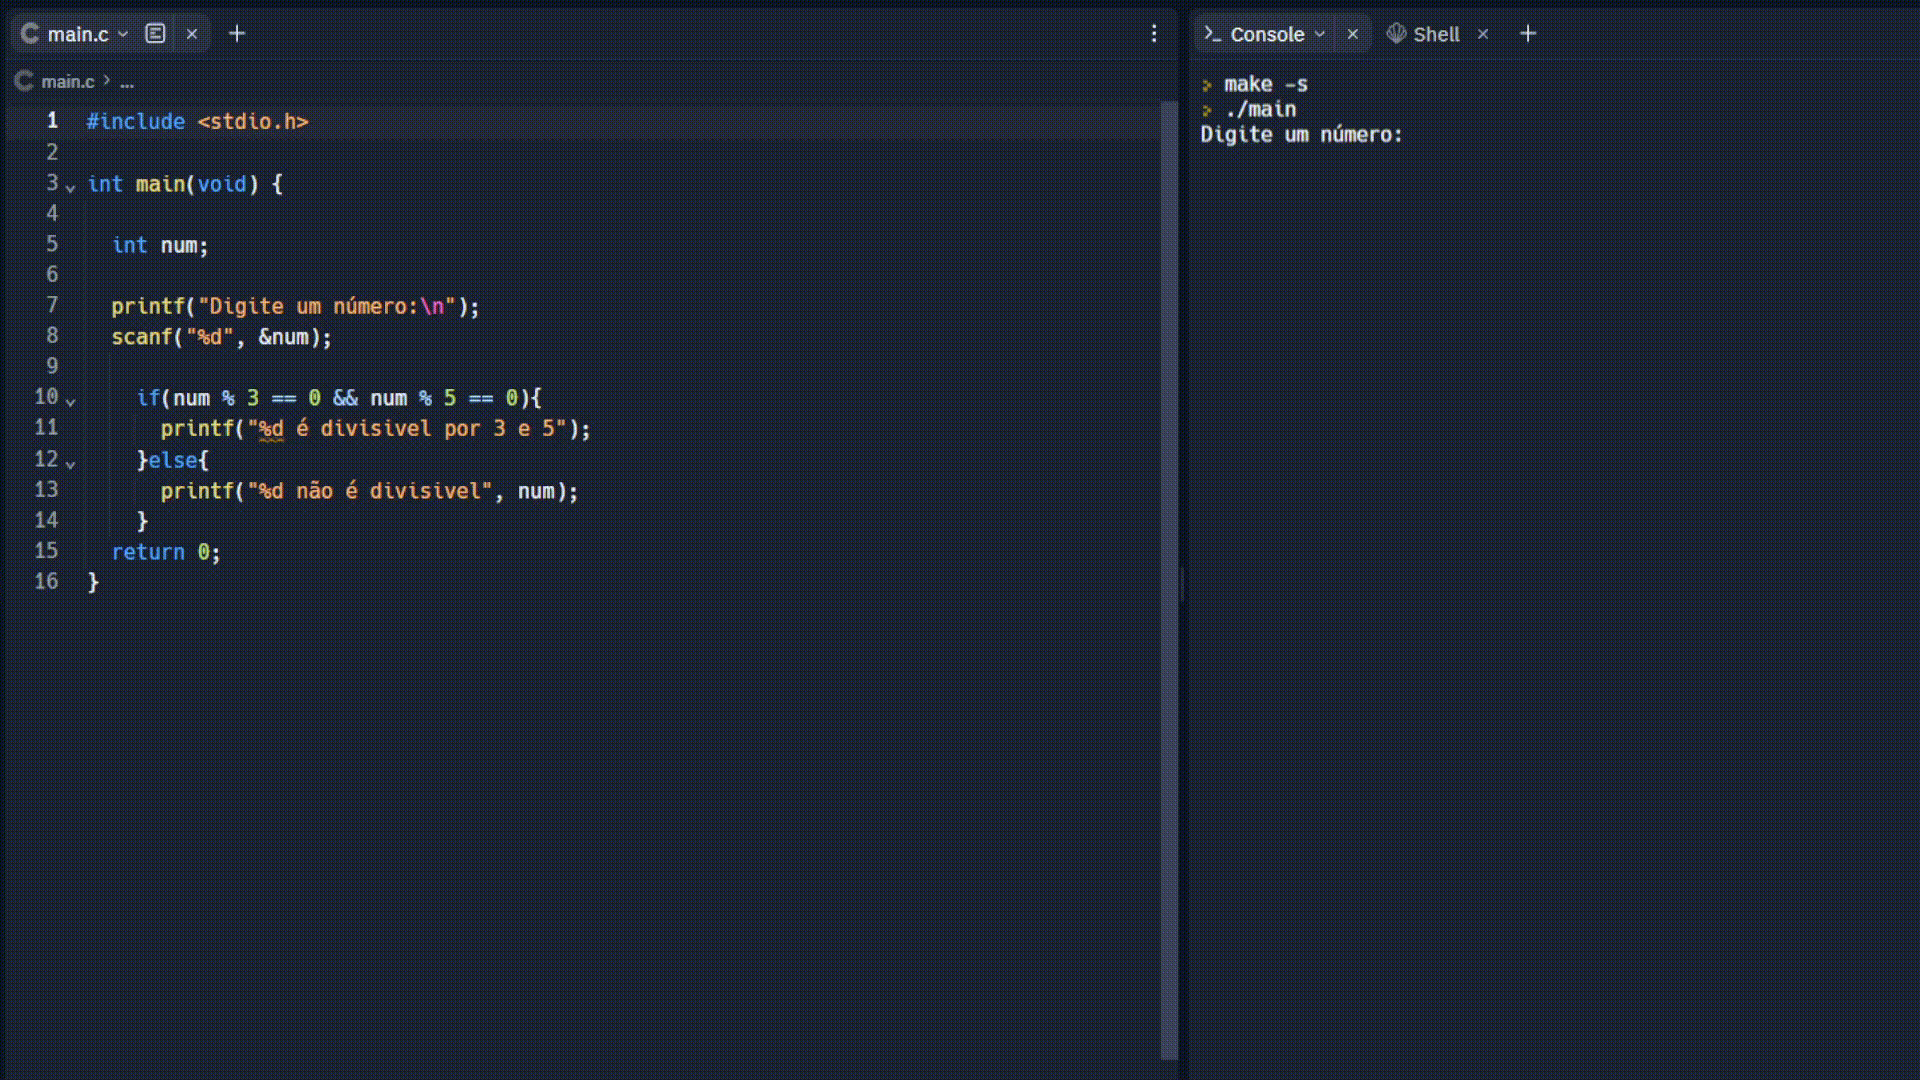 main.c
main.c > ...
1 #include <stdio.h>
2
3 int main(void) {
4
5   int num;
6
7   printf("Digite um número:\n");
8   scanf("%d", &num);
9
10     if(num % 3 == 0 && num % 5 == 0){
11       printf("%d é divisivel por 3 e 5");
12     }else{
13       printf("%d não é divisivel", num);
14     }
15   return 0;
16 }
Console
Shell
> make -s
> ./main
Digite um número: